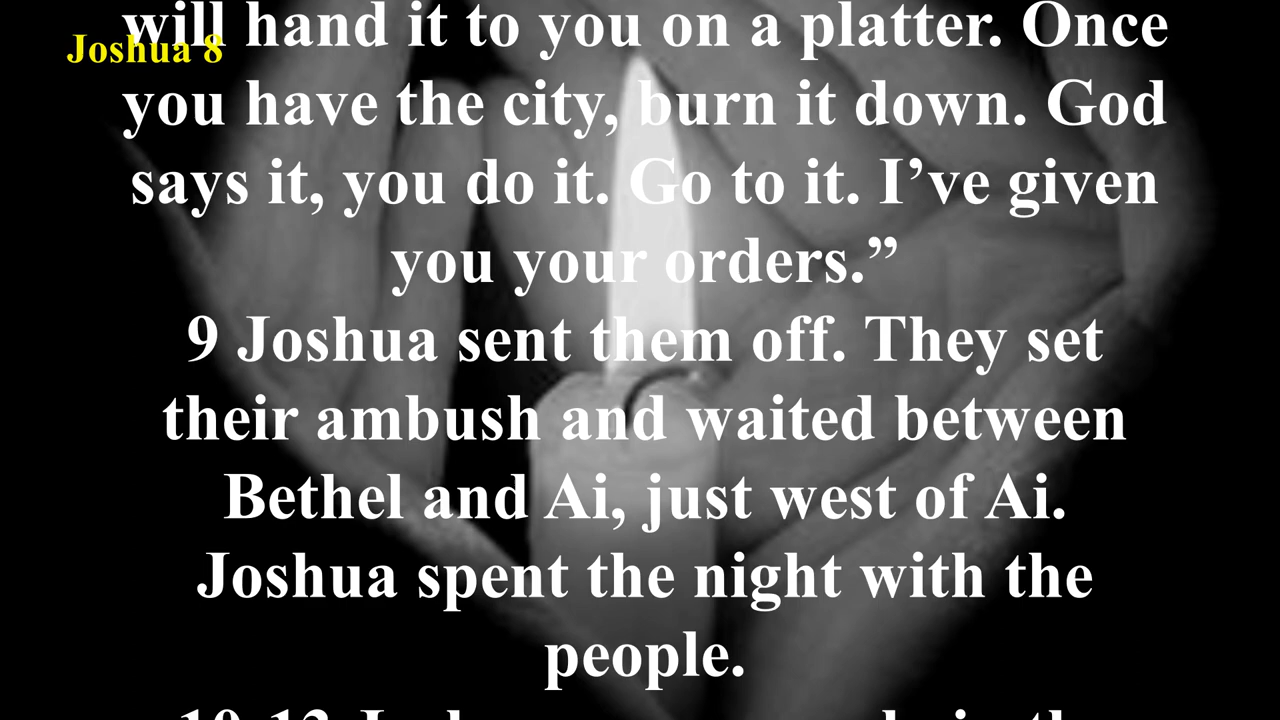 Joshua 8
will hand it to you on a platter. Once
you have the city, burn it down. God
says it, you do it. Go to it. I’ve given
you your orders.”
9 Joshua sent them off. They set
their ambush and waited between
Bethel and Ai, just west of Ai.
Joshua spent the night with the
people.